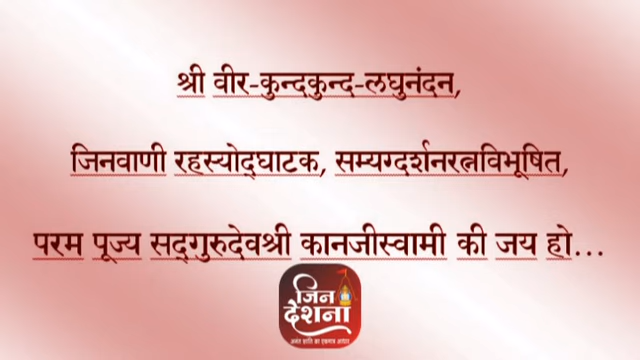 श्री वीर-कुन्दकुन्द-लघुनंदन,
जिनवाणी रहस्योद्घाटक, सम्यग्दर्शनरत्नविभूषित,
परम पूज्य सद्गुरुदेवश्री कानजीस्वामी की जय हो...
जिन
देशना